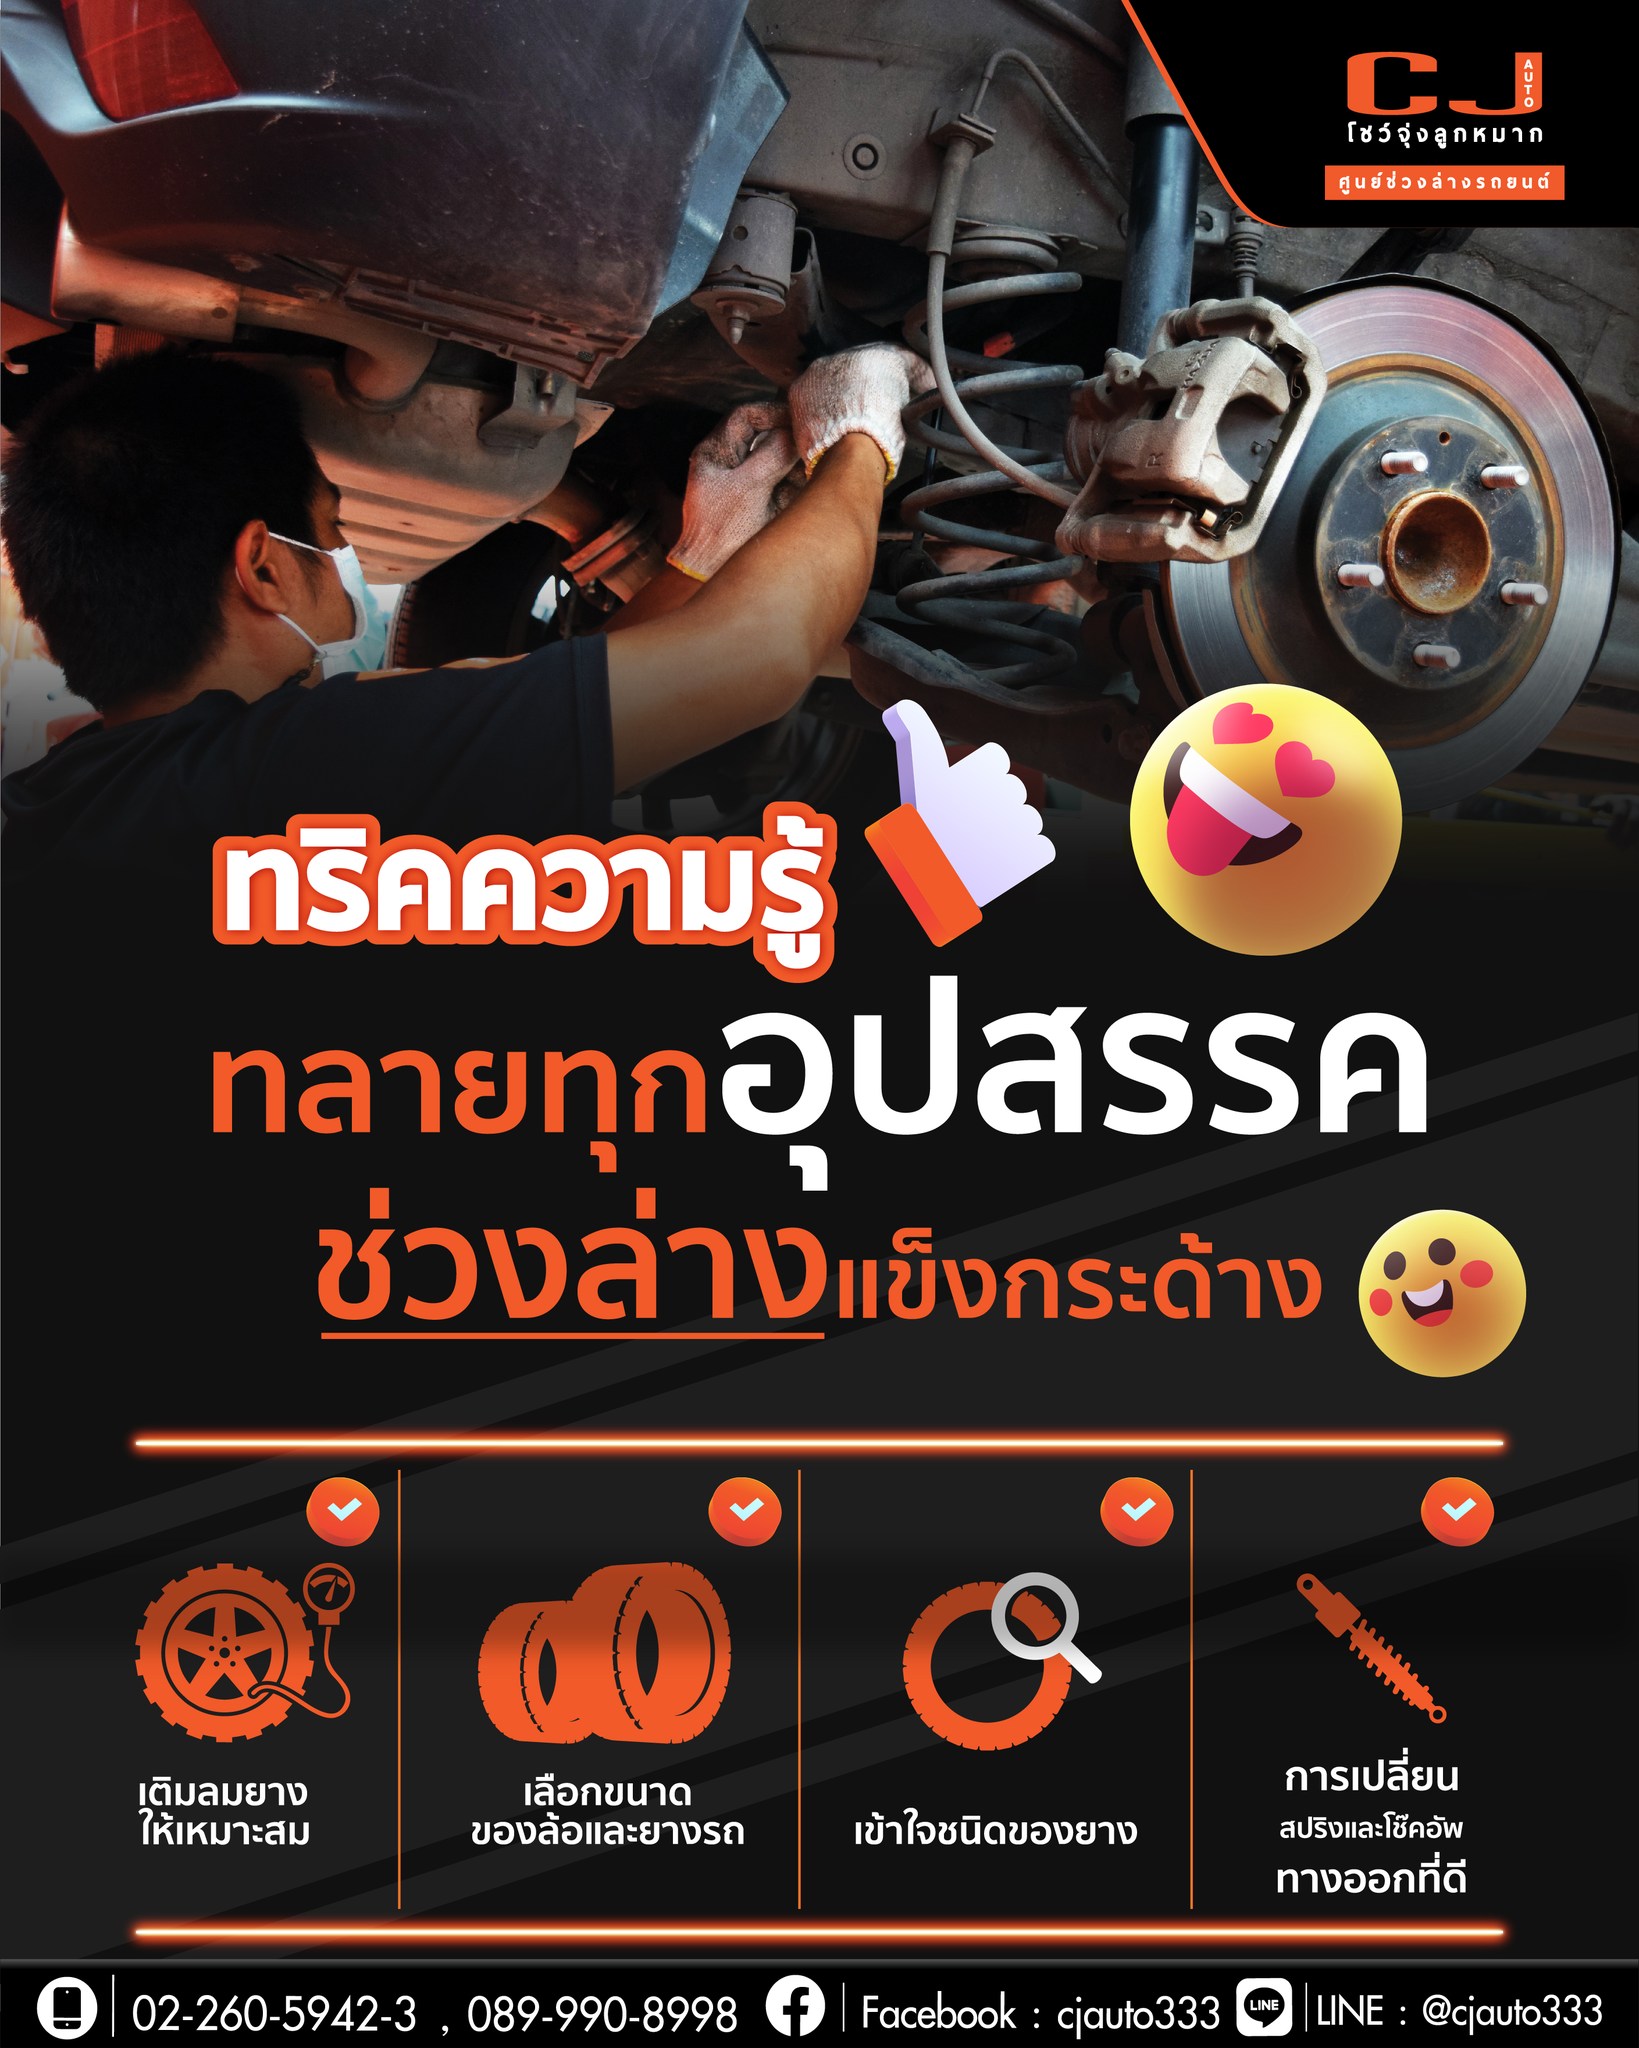 CJ AUTO
โชว์จุ่งลูกหมาก
ศูนย์ช่วงล่างรถยนต์
ทริคความรู้
ทลายทุกอุปสรรค
ช่วงล่างแข็งกระด้าง
เติมลมยาง
ให้เหมาะสม
เลือกขนาด
ของล้อและยางรถ
เข้าใจชนิดของยาง
การเปลี่ยน
สปริงและโช๊คอัพ
ทางออกที่ดี
02-260-5942-3 , 089-990-8998
Facebook : cjauto333
LINE
LINE : @cjauto333